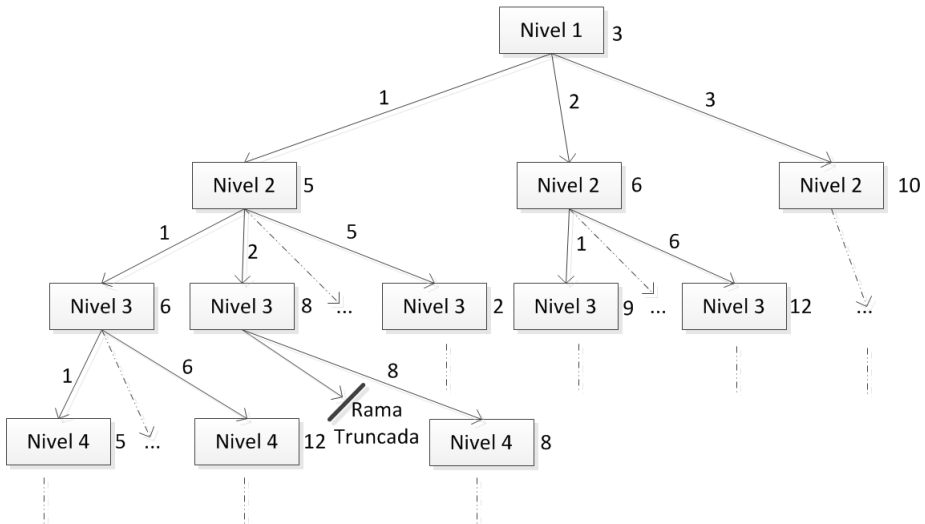 Nivel 1 3
1 2 3
Nivel 2 5 Nivel 2 6 Nivel 2 10
1 2 5 1 6
Nivel 3 6 Nivel 3 8 ... Nivel 3 2 Nivel 3 9 ... Nivel 3 12 ...
1 6 8
Rama
Truncada
Nivel 4 5 ... Nivel 4 12 Nivel 4 8